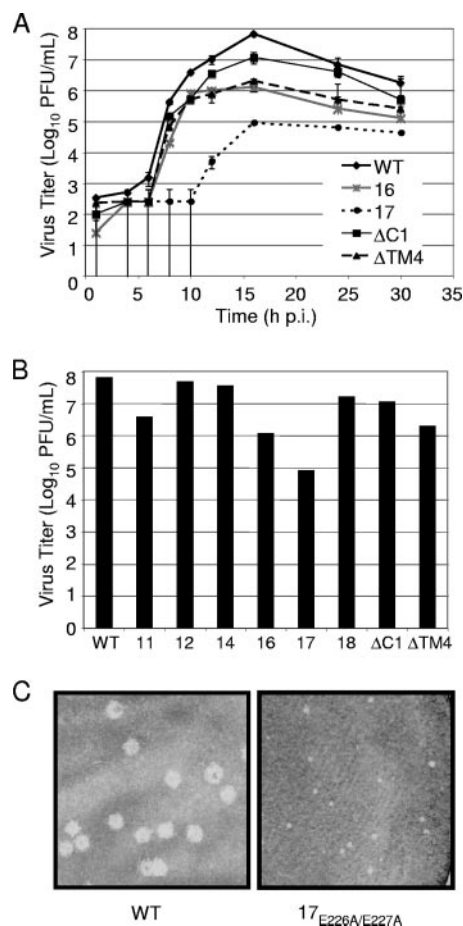 A
Virus Titer (Log10 PFU/mL)
8
7
6
5
4
3
2
1
0
WT
16
17
ΔC1
ΔTM4
0 5 10 15 20 25 30 35
Time (h p.i.)
B
Virus Titer (Log10 PFU/mL)
8
7
6
5
4
3
2
1
0
WT 11 12 14 16 17 18 ΔC1 ΔTM4
C
WT 17E226A/E227A